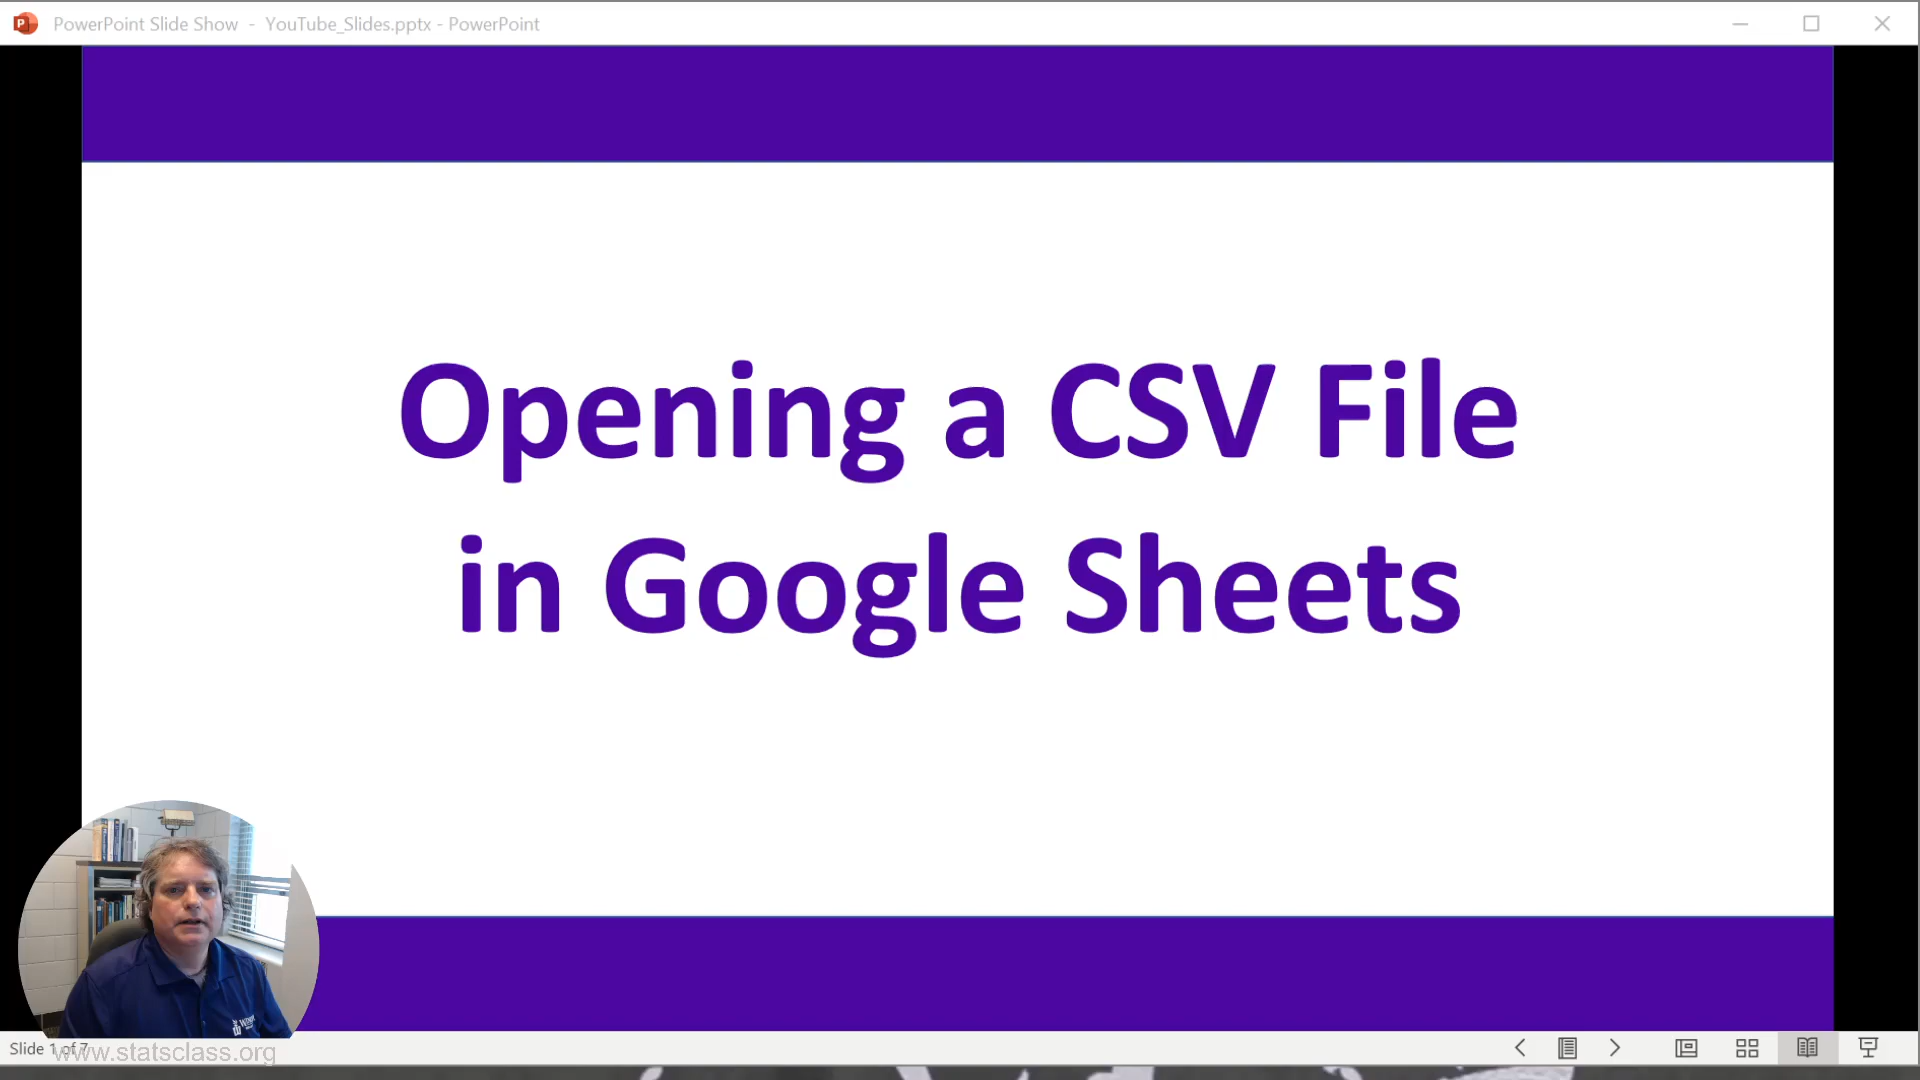 PowerPoint Slide Show - YouTube_Slides.pptx - PowerPoint
Opening a CSV File
in Google Sheets
Slide 1 of 7
www.statsclass.org